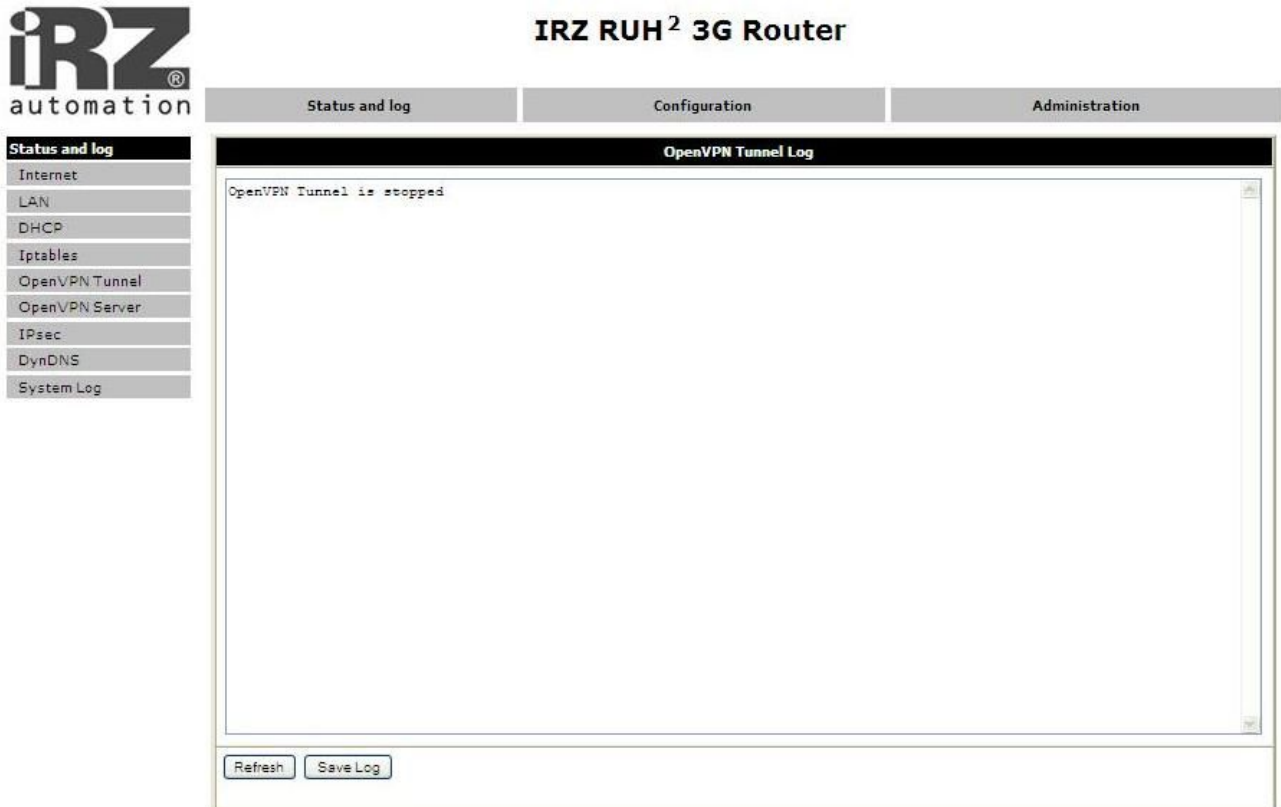 iRZ®
automation
IRZ RUH² 3G Router
Status and log
Configuration
Administration
Status and log
Internet
LAN
DHCP
Iptables
OpenVPN Tunnel
OpenVPN Server
IPsec
DynDNS
System Log
OpenVPN Tunnel Log
OpenVPN Tunnel is stopped
Refresh
Save Log